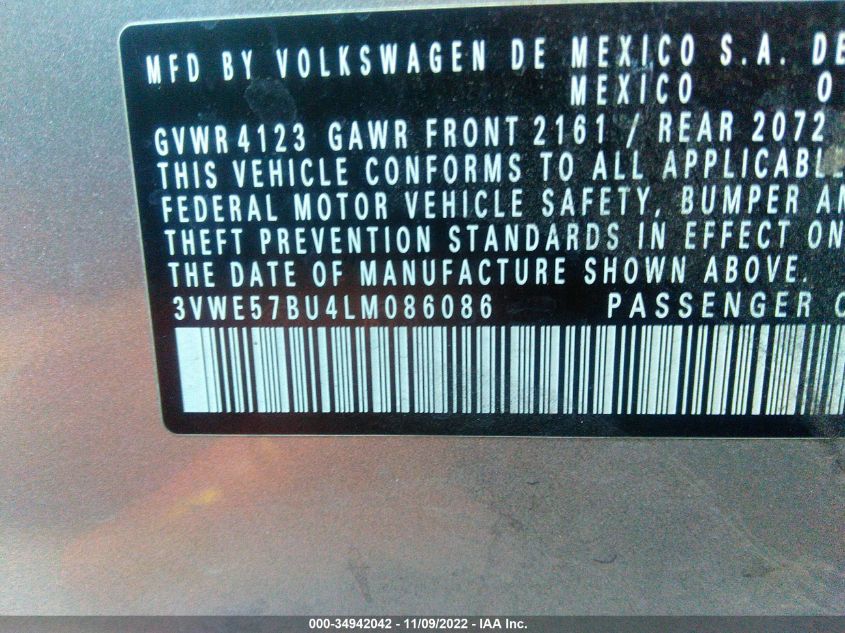 MFD BY VOLKSWAGEN DE MEXICO S.A. DE
MEXICO 0
GVWR 4123 GAWR FRONT 2161 / REAR 2072
THIS VEHICLE CONFORMS TO ALL APPLICABLE
FEDERAL MOTOR VEHICLE SAFETY, BUMPER AN
THEFT PREVENTION STANDARDS IN EFFECT ON
THE DATE OF MANUFACTURE SHOWN ABOVE.
3VWE57BU4LM086086 PASSENGER C
000-34942042 - 11/09/2022 - IAA Inc.